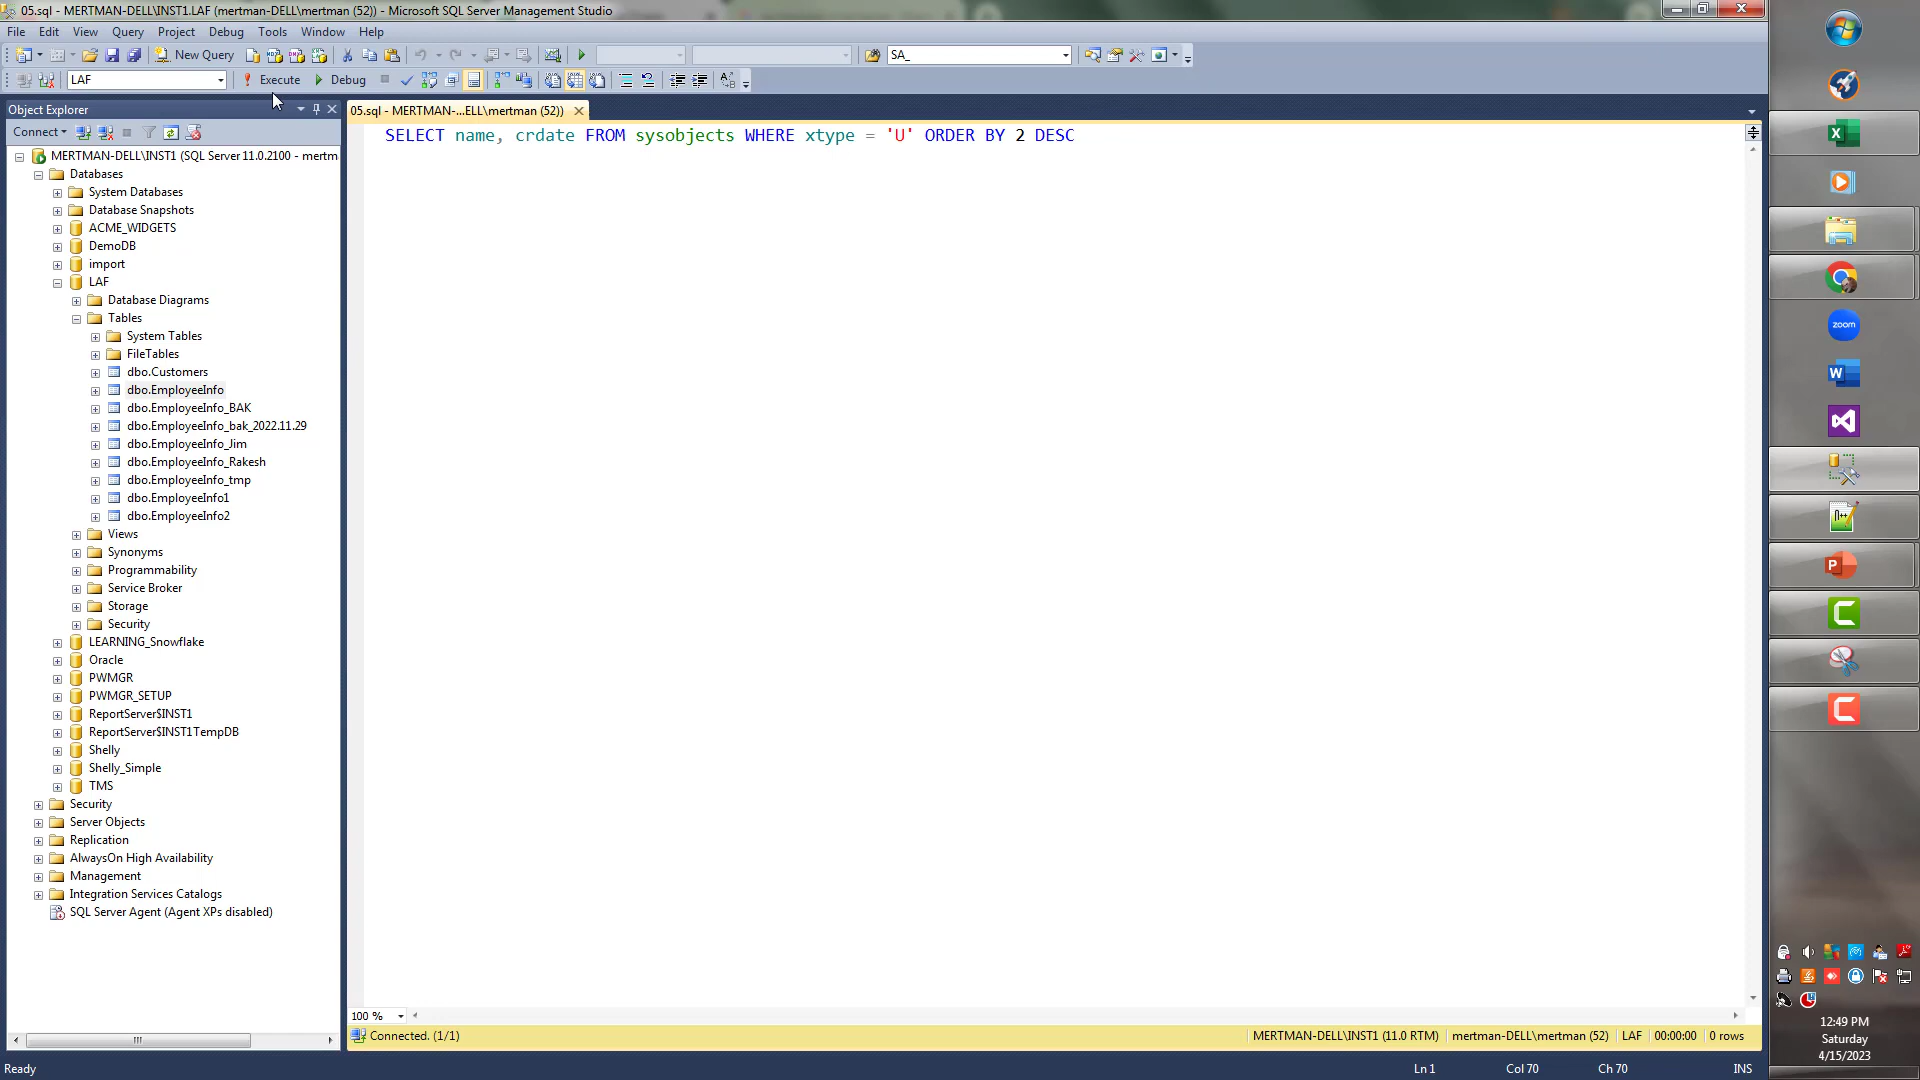 05.sql - MERTMAN-DELL\INST1.LAF (mertman-DELL\mertman (52)) - Microsoft SQL Server Management Studio
File Edit View Query Project Debug Tools Window Help
New Query SA_
LAF Execute Debug
Object Explorer
Connect
MERTMAN-DELL\INST1 (SQL Server 11.0.2100 - mertm
Databases
System Databases
Database Snapshots
ACME_WIDGETS
DemoDB
import
LAF
Database Diagrams
Tables
System Tables
FileTables
dbo.Customers
dbo.EmployeeInfo
dbo.EmployeeInfo_BAK
dbo.EmployeeInfo_bak_2022.11.29
dbo.EmployeeInfo_Jim
dbo.EmployeeInfo_Rakesh
dbo.EmployeeInfo_tmp
dbo.EmployeeInfo1
dbo.EmployeeInfo2
Views
Synonyms
Programmability
Service Broker
Storage
Security
LEARNING_Snowflake
Oracle
PWMGR
PWMGR_SETUP
ReportServer$INST1
ReportServer$INST1TempDB
Shelly
Shelly_Simple
TMS
Security
Server Objects
Replication
AlwaysOn High Availability
Management
Integration Services Catalogs
SQL Server Agent (Agent XPs disabled)
05.sql - MERTMAN-...ELL\mertman (52))
SELECT name, crdate FROM sysobjects WHERE xtype = 'U' ORDER BY 2 DESC
100 %
Connected. (1/1) MERTMAN-DELL\INST1 (11.0 RTM) mertman-DELL\mertman (52) LAF 00:00:00 0 rows
Ready Ln 1 Col 70 Ch 70 INS
zoom
12:49 PM
Saturday
4/15/2023